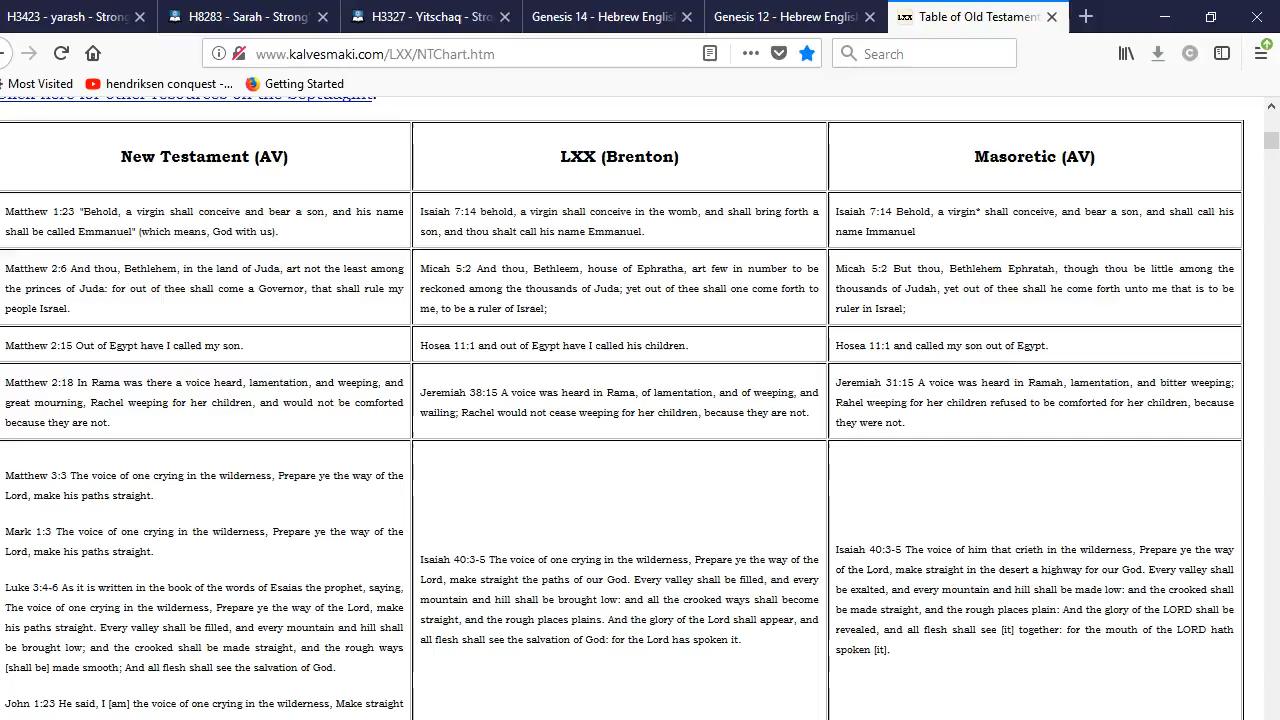 H3423 - yarash - Strong
H8283 - Sarah - Strong'
H3327 - Yitschaq - Stro
Genesis 14 - Hebrew Englis
Genesis 12 - Hebrew Englis
LXX Table of Old Testament
www.kalvesmaki.com/LXX/NTChart.htm
Search
Most Visited
hendriksen conquest -...
Getting Started
Click here for other resources on the Septuagint.
New Testament (AV)
LXX (Brenton)
Masoretic (AV)
Matthew 1:23 "Behold, a virgin shall conceive and bear a son, and his name
shall be called Emmanuel" (which means, God with us).
Isaiah 7:14 behold, a virgin shall conceive in the womb, and shall bring forth a
son, and thou shalt call his name Emmanuel.
Isaiah 7:14 Behold, a virgin* shall conceive, and bear a son, and shall call his
name Immanuel
Matthew 2:6 And thou, Bethlehem, in the land of Juda, art not the least among
the princes of Juda: for out of thee shall come a Governor, that shall rule my
people Israel.
Micah 5:2 And thou, Bethleem, house of Ephratha, art few in number to be
reckoned among the thousands of Juda; yet out of thee shall one come forth to
me, to be a ruler of Israel;
Micah 5:2 But thou, Bethlehem Ephratah, though thou be little among the
thousands of Judah, yet out of thee shall he come forth unto me that is to be
ruler in Israel;
Matthew 2:15 Out of Egypt have I called my son.
Hosea 11:1 and out of Egypt have I called his children.
Hosea 11:1 and called my son out of Egypt.
Matthew 2:18 In Rama was there a voice heard, lamentation, and weeping, and
great mourning, Rachel weeping for her children, and would not be comforted
because they are not.
Jeremiah 38:15 A voice was heard in Rama, of lamentation, and of weeping, and
wailing; Rachel would not cease weeping for her children, because they are not.
Jeremiah 31:15 A voice was heard in Ramah, lamentation, and bitter weeping;
Rahel weeping for her children refused to be comforted for her children, because
they were not.
Matthew 3:3 The voice of one crying in the wilderness, Prepare ye the way of the
Lord, make his paths straight.
Mark 1:3 The voice of one crying in the wilderness, Prepare ye the way of the
Lord, make his paths straight.
Luke 3:4-6 As it is written in the book of the words of Esaias the prophet, saying,
The voice of one crying in the wilderness, Prepare ye the way of the Lord, make
his paths straight. Every valley shall be filled, and every mountain and hill shall
be brought low; and the crooked shall be made straight, and the rough ways
[shall be] made smooth; And all flesh shall see the salvation of God.
John 1:23 He said, I [am] the voice of one crying in the wilderness, Make straight
Isaiah 40:3-5 The voice of one crying in the wilderness, Prepare ye the way of the
Lord, make straight the paths of our God. Every valley shall be filled, and every
mountain and hill shall be brought low: and all the crooked ways shall become
straight, and the rough places plains. And the glory of the Lord shall appear, and
all flesh shall see the salvation of God: for the Lord has spoken it.
Isaiah 40:3-5 The voice of him that crieth in the wilderness, Prepare ye the way
of the Lord, make straight in the desert a highway for our God. Every valley shall
be exalted, and every mountain and hill shall be made low: and the crooked shall
be made straight, and the rough places plain: And the glory of the LORD shall be
revealed, and all flesh shall see [it] together: for the mouth of the LORD hath
spoken [it].